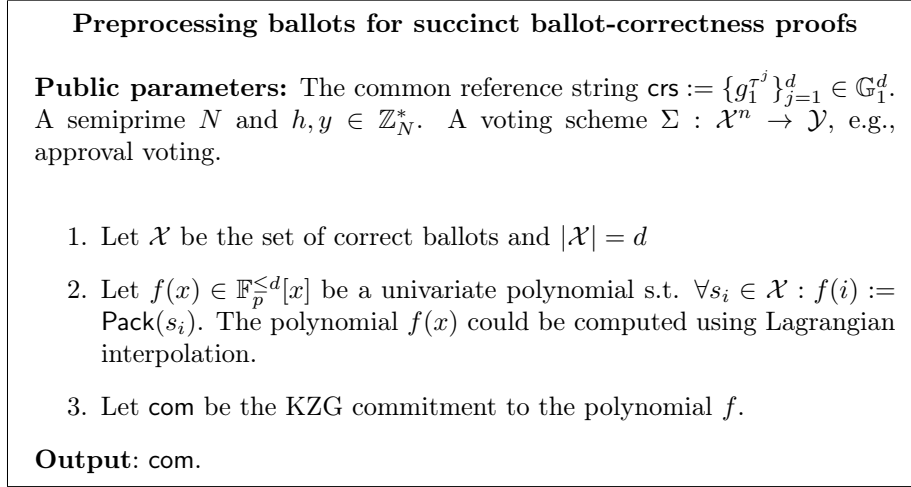 Preprocessing ballots for succinct ballot-correctness proofs
Public parameters: The common reference string crs := {g_1^{τ^j}}_{j=1}^d ∈ 𝔾_1^d.
A semiprime N and h, y ∈ ℤ_N^*. A voting scheme Σ : 𝒳^n → 𝒴, e.g.,
approval voting.
1. Let 𝒳 be the set of correct ballots and |𝒳| = d
2. Let f(x) ∈ 𝔽_p^{≤d}[x] be a univariate polynomial s.t. ∀s_i ∈ 𝒳 : f(i) :=
Pack(s_i). The polynomial f(x) could be computed using Lagrangian
interpolation.
3. Let com be the KZG commitment to the polynomial f.
Output: com.